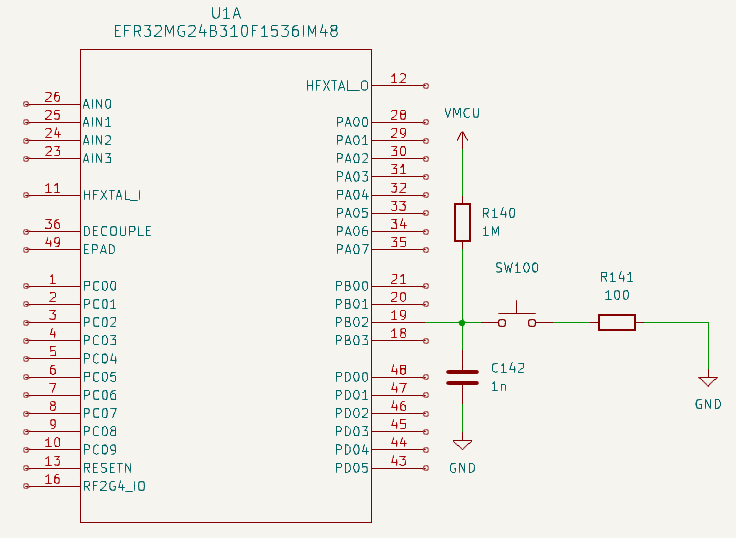 U1A
EFR32MG24B310F1536IM48
HFXTAL_O 12
26 AIN0
25 AIN1
24 AIN2
23 AIN3
11 HFXTAL_I
36 DECOUPLE
49 EPAD
1 PC00
2 PC01
3 PC02
4 PC03
5 PC04
6 PC05
7 PC06
8 PC07
9 PC08
10 PC09
13 RESETN
16 RF2G4_IO
PA00 28
PA01 29
PA02 30
PA03 31
PA04 32
PA05 33
PA06 34
PA07 35
PB00 21
PB01 20
PB02 19
PB03 18
PD00 48
PD01 47
PD02 46
PD03 45
PD04 44
PD05 43
VMCU
R140
1M
SW100
R141
100
C142
1n
GND
GND